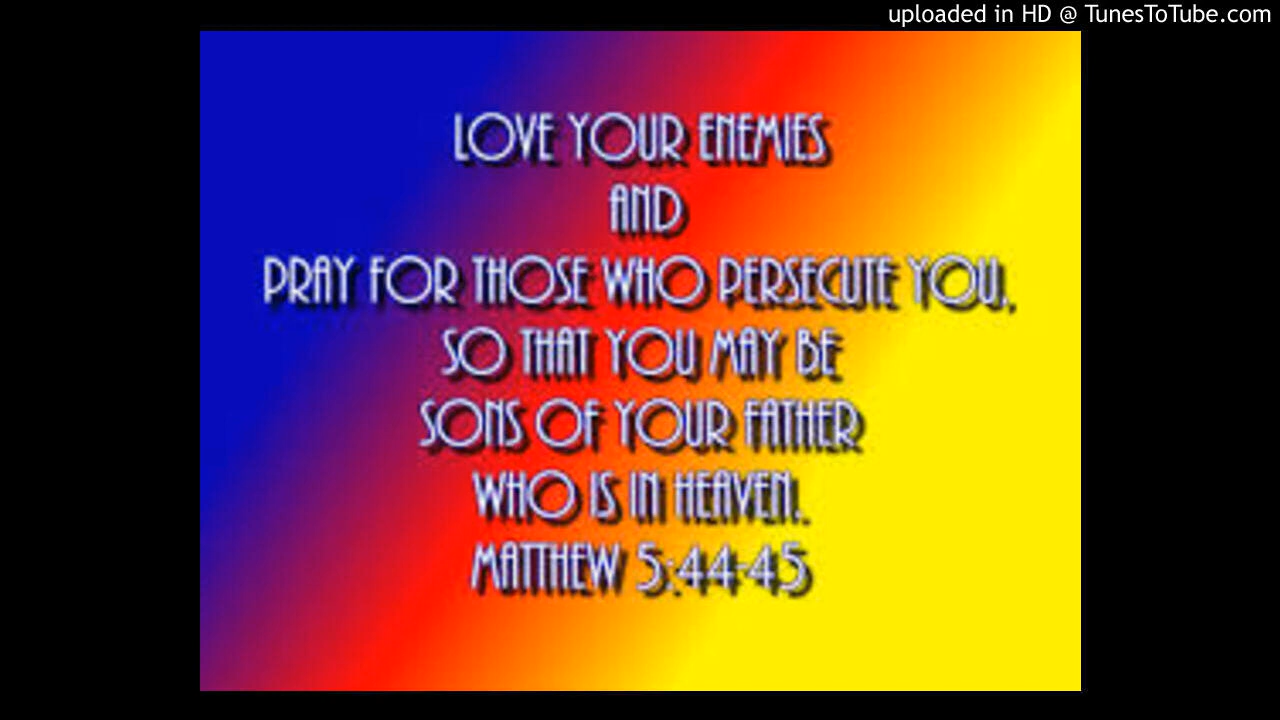 uploaded in HD @ TunesToTube.com
LOVE YOUR ENEMIES
AND
PRAY FOR THOSE WHO PERSECUTE YOU,
SO THAT YOU MAY BE
SONS OF YOUR FATHER
WHO IS IN HEAVEN.
MATTHEW 5:44-45